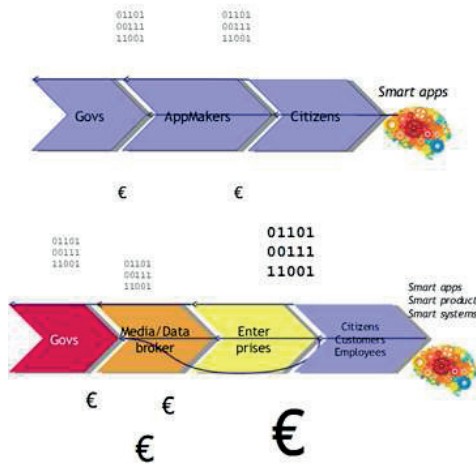 01101 01101
00111 00111
11001 11001
Smart apps
Govs AppMakers Citizens
€ €
01101
00111
11001
01101
00111
11001
01101
00111
11001
Smart apps
Smart product
Smart systems
Govs
Media/Data
broker
Enter
prises
Citizens
Customers
Employees
€ €
€
€